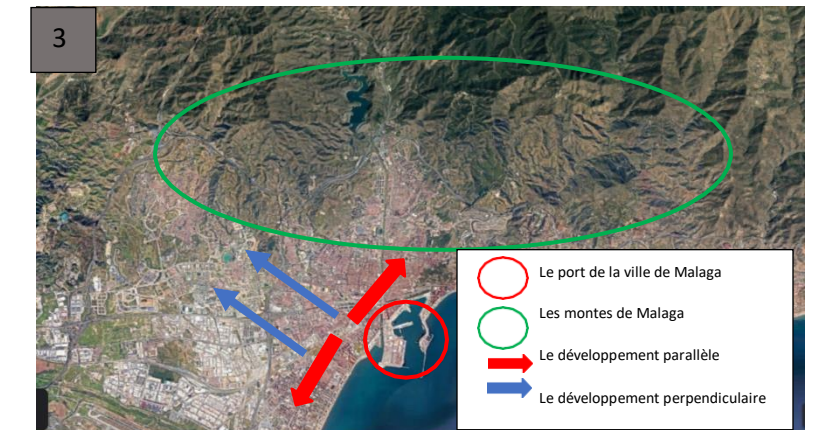 3
Le port de la ville de Malaga
Les montes de Malaga
Le développement parallèle
Le développement perpendiculaire